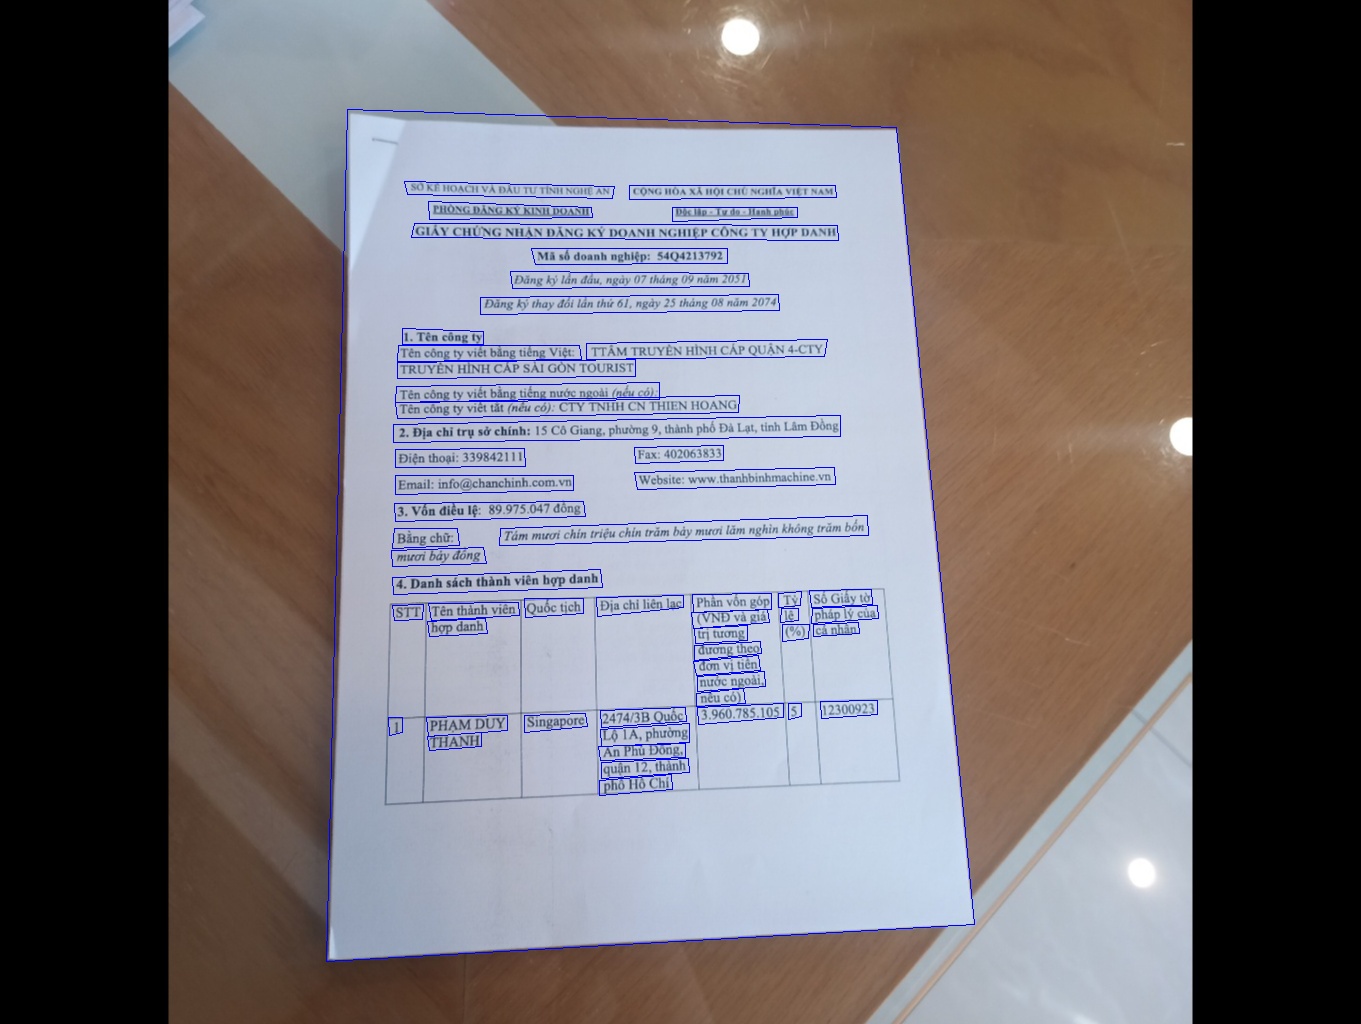 SỞ KẾ HOẠCH VÀ ĐẦU TƯ TỈNH NGHỆ AN
CỘNG HÒA XÃ HỘI CHỦ NGHĨA VIỆT NAM
PHÒNG ĐĂNG KÝ KINH DOANH
Độc lập - Tự do - Hạnh phúc
GIẤY CHỨNG NHẬN ĐĂNG KÝ DOANH NGHIỆP CÔNG TY HỢP DANH
Mã số doanh nghiệp: 54Q4213792
Đăng ký lần đầu, ngày 07 tháng 09 năm 2051
Đăng ký thay đổi lần thứ 61, ngày 25 tháng 08 năm 2074
1. Tên công ty
Tên công ty viết bằng tiếng Việt: TTÂM TRUYỀN HÌNH CÁP QUẬN 4-CTY
TRUYỀN HÌNH CÁP SÀI GÒN TOURIST
Tên công ty viết bằng tiếng nước ngoài (nếu có):
Tên công ty viết tắt (nếu có): CTY TNHH CN THIEN HOANG
2. Địa chỉ trụ sở chính: 15 Cô Giang, phường 9, thành phố Đà Lạt, tỉnh Lâm Đồng
Điện thoại: 339842111
Fax: 402063833
Email: info@chanchinh.com.vn
Website: www.thanhbinhmachine.vn
3. Vốn điều lệ: 89.975.047 đồng
Bằng chữ: Tám mươi chín triệu chín trăm bảy mươi lăm nghìn không trăm bốn
mươi bảy đồng
4. Danh sách thành viên hợp danh
STT
Tên thành viên
hợp danh
Quốc tịch
Địa chỉ liên lạc
Phần vốn góp
(VNĐ và giá
trị tương
đương theo
đơn vị tiền
nước ngoài,
nếu có)
Tỷ
lệ
(%)
Số Giấy tờ
pháp lý của
cá nhân
1
PHẠM DUY
THANH
Singapore
2474/3B Quốc
Lộ 1A, phường
An Phú Đông,
quận 12, thành
phố Hồ Chí
3.960.785.105
5
12300923